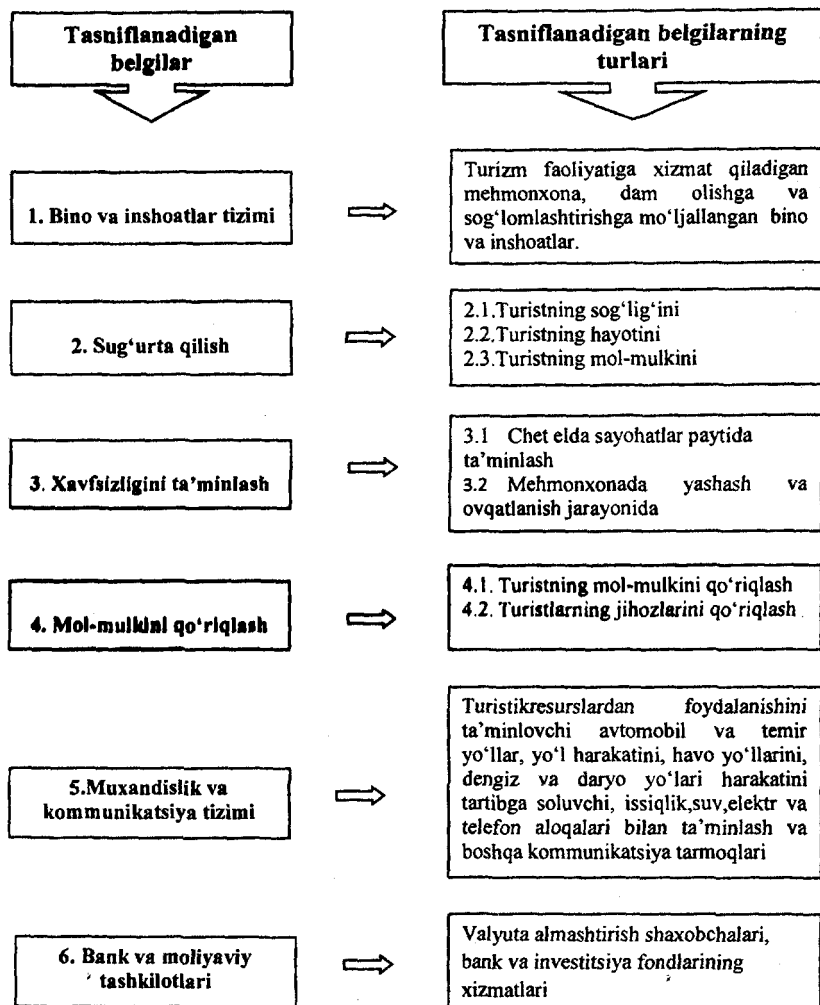 Tasniflanadigan
belgilar
Tasniflanadigan belgilarning
turlari
1. Bino va inshoatlar tizimi
Turizm faoliyatiga xizmat qiladigan
mehmonxona, dam olishga va
sog‘lomlashtirishga mo‘ljallangan bino
va inshoatlar.
2. Sug‘urta qilish
2.1.Turistning sog‘lig‘ini
2.2.Turistning hayotini
2.3.Turistning mol-mulkini
3. Xavfsizligini ta’minlash
3.1 Chet elda sayohatlar paytida
ta’minlash
3.2 Mehmonxonada yashash va
ovqatlanish jarayonida
4. Mol-mulkini qo‘riqlash
4.1. Turistning mol-mulkini qo‘riqlash
4.2. Turistlarning jihozlarini qo‘riqlash
5.Muxandislik va
kommunikatsiya tizimi
Turistikresurslardan foydalanishini
ta’minlovchi avtomobil va temir
yo‘llar, yo‘l harakatini, havo yo‘llarini,
dengiz va daryo yo‘lari harakatini
tartibga soluvchi, issiqlik,suv,elektr va
telefon aloqalari bilan ta’minlash va
boshqa kommunikatsiya tarmoqlari
6. Bank va moliyaviy
tashkilotlari
Valyuta almashtirish shaxobchalari,
bank va investitsiya fondlarining
xizmatlari